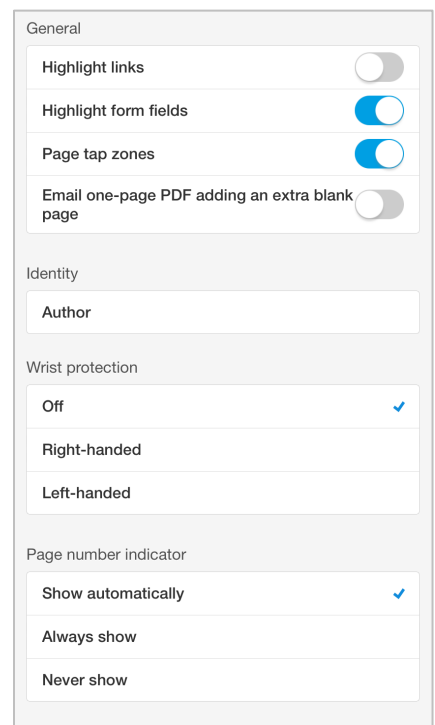 General
Highlight links
Highlight form fields
Page tap zones
Email one-page PDF adding an extra blank
page
Identity
Author
Wrist protection
Off
Right-handed
Left-handed
Page number indicator
Show automatically
Always show
Never show